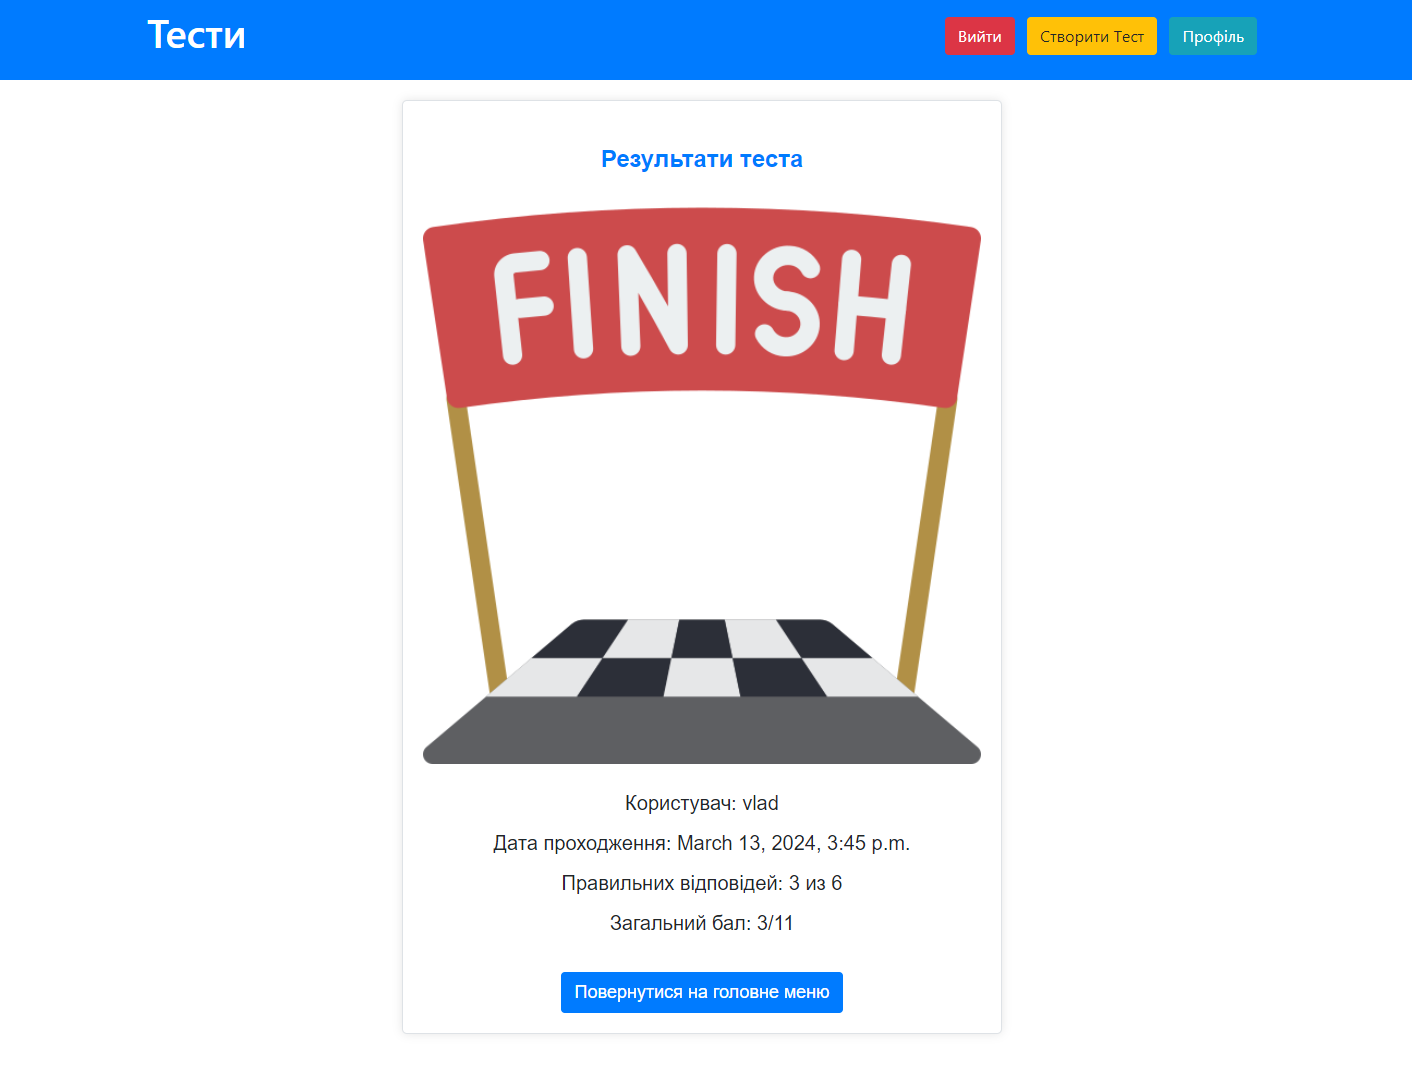 Тести
Вийти
Створити Тест
Профіль
Результати теста
FINISH
Користувач: vlad
Дата проходження: March 13, 2024, 3:45 p.m.
Правильних відповідей: 3 из 6
Загальний бал: 3/11
Повернутися на головне меню